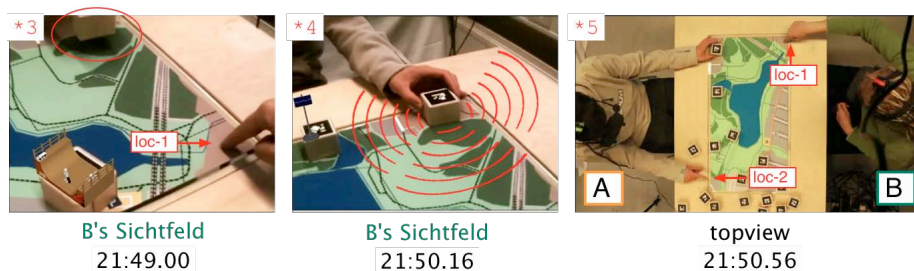 *3
loc-1
B's Sichtfeld
21:49.00
*4
B's Sichtfeld
21:50.16
*5
loc-1
loc-2
A
B
topview
21:50.56